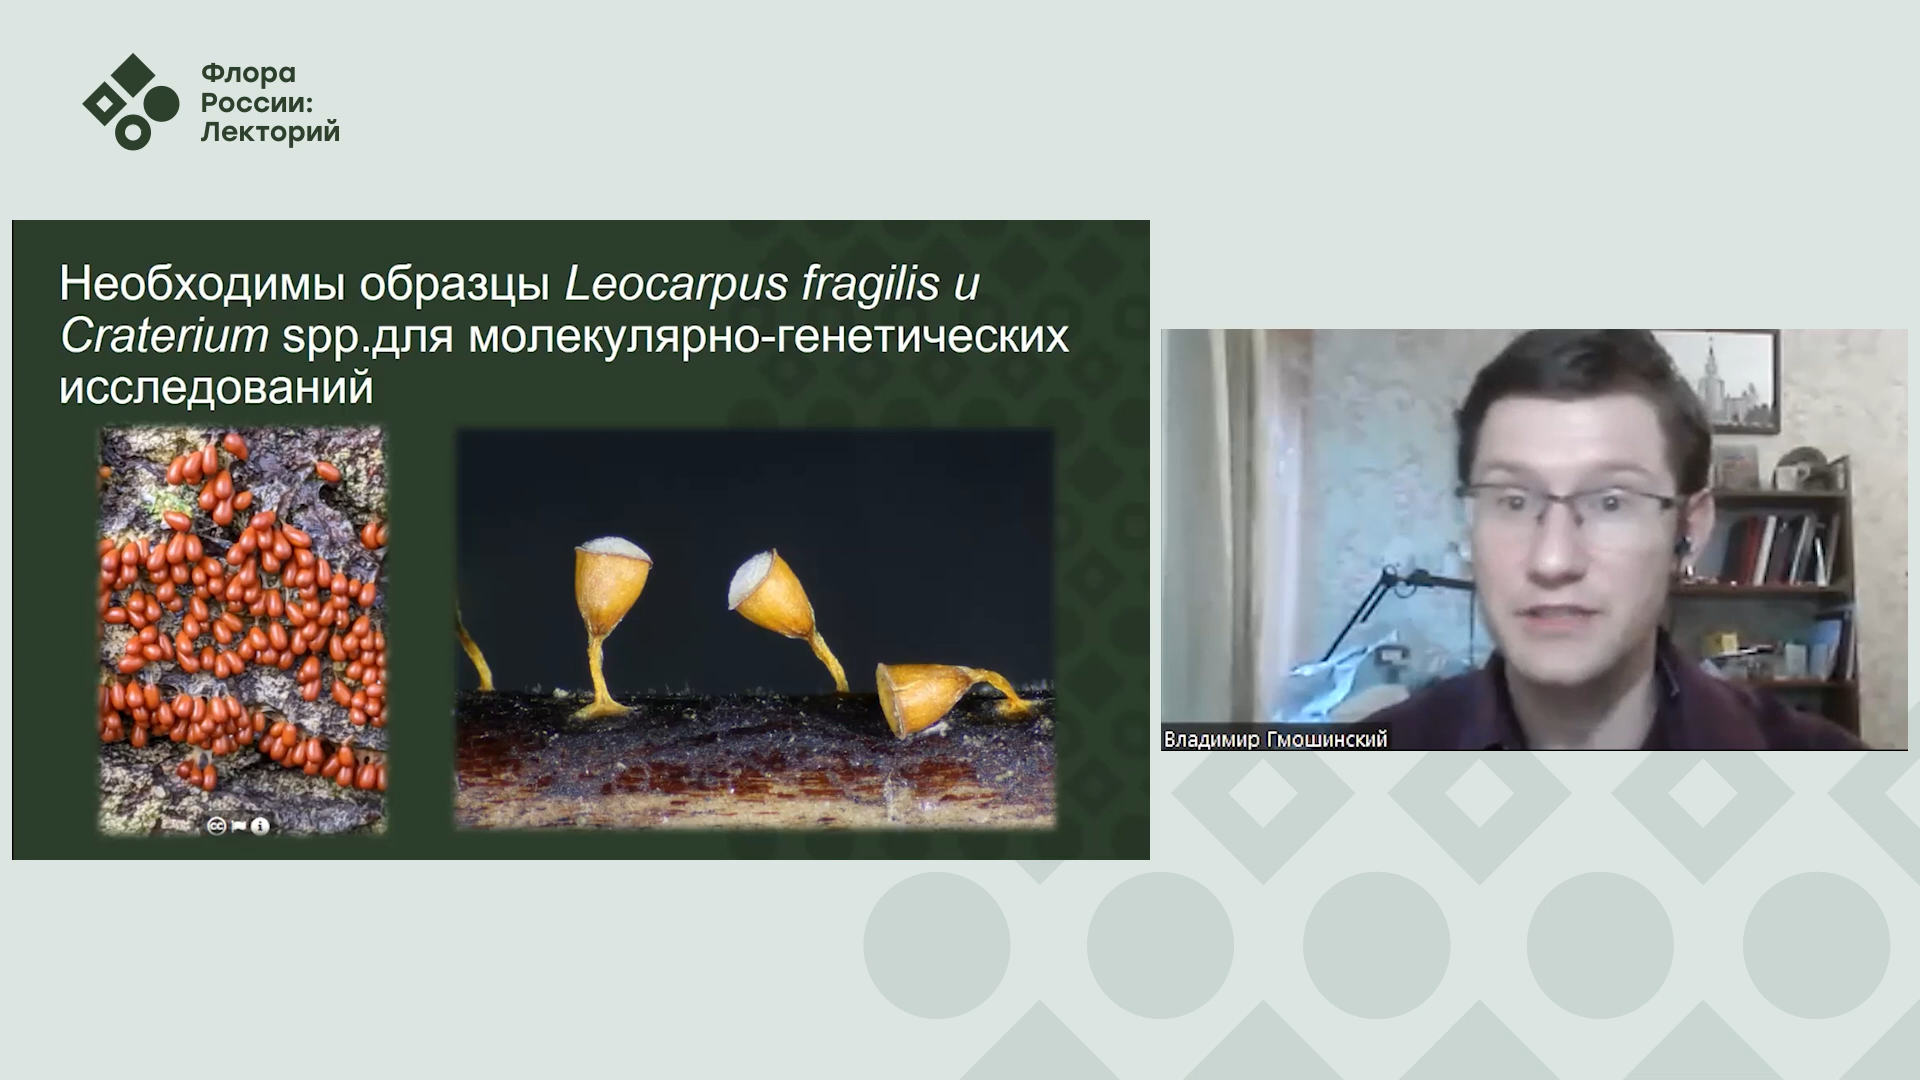 Флора
России:
Лекторий
Необходимы образцы Leocarpus fragilis и
Craterium spp.для молекулярно-генетических
исследований
Владимир Гмошинский